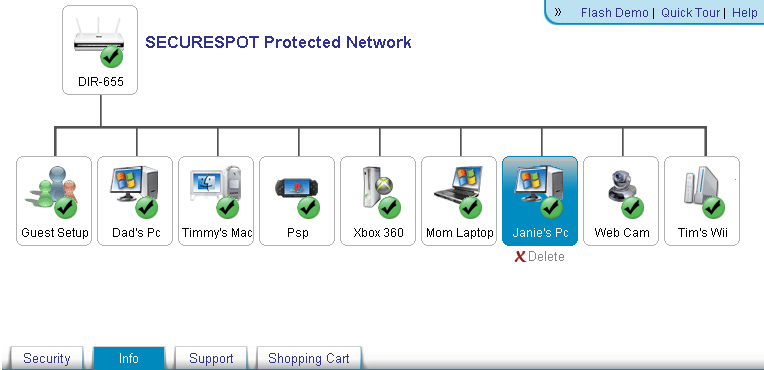 » Flash Demo | Quick Tour | Help
SECURESPOT Protected Network
DIR-655
Guest Setup Dad's Pc Timmy's Mac Psp Xbox 360 Mom Laptop Janie's Pc Web Cam Tim's Wii
X Delete
Security Info Support Shopping Cart